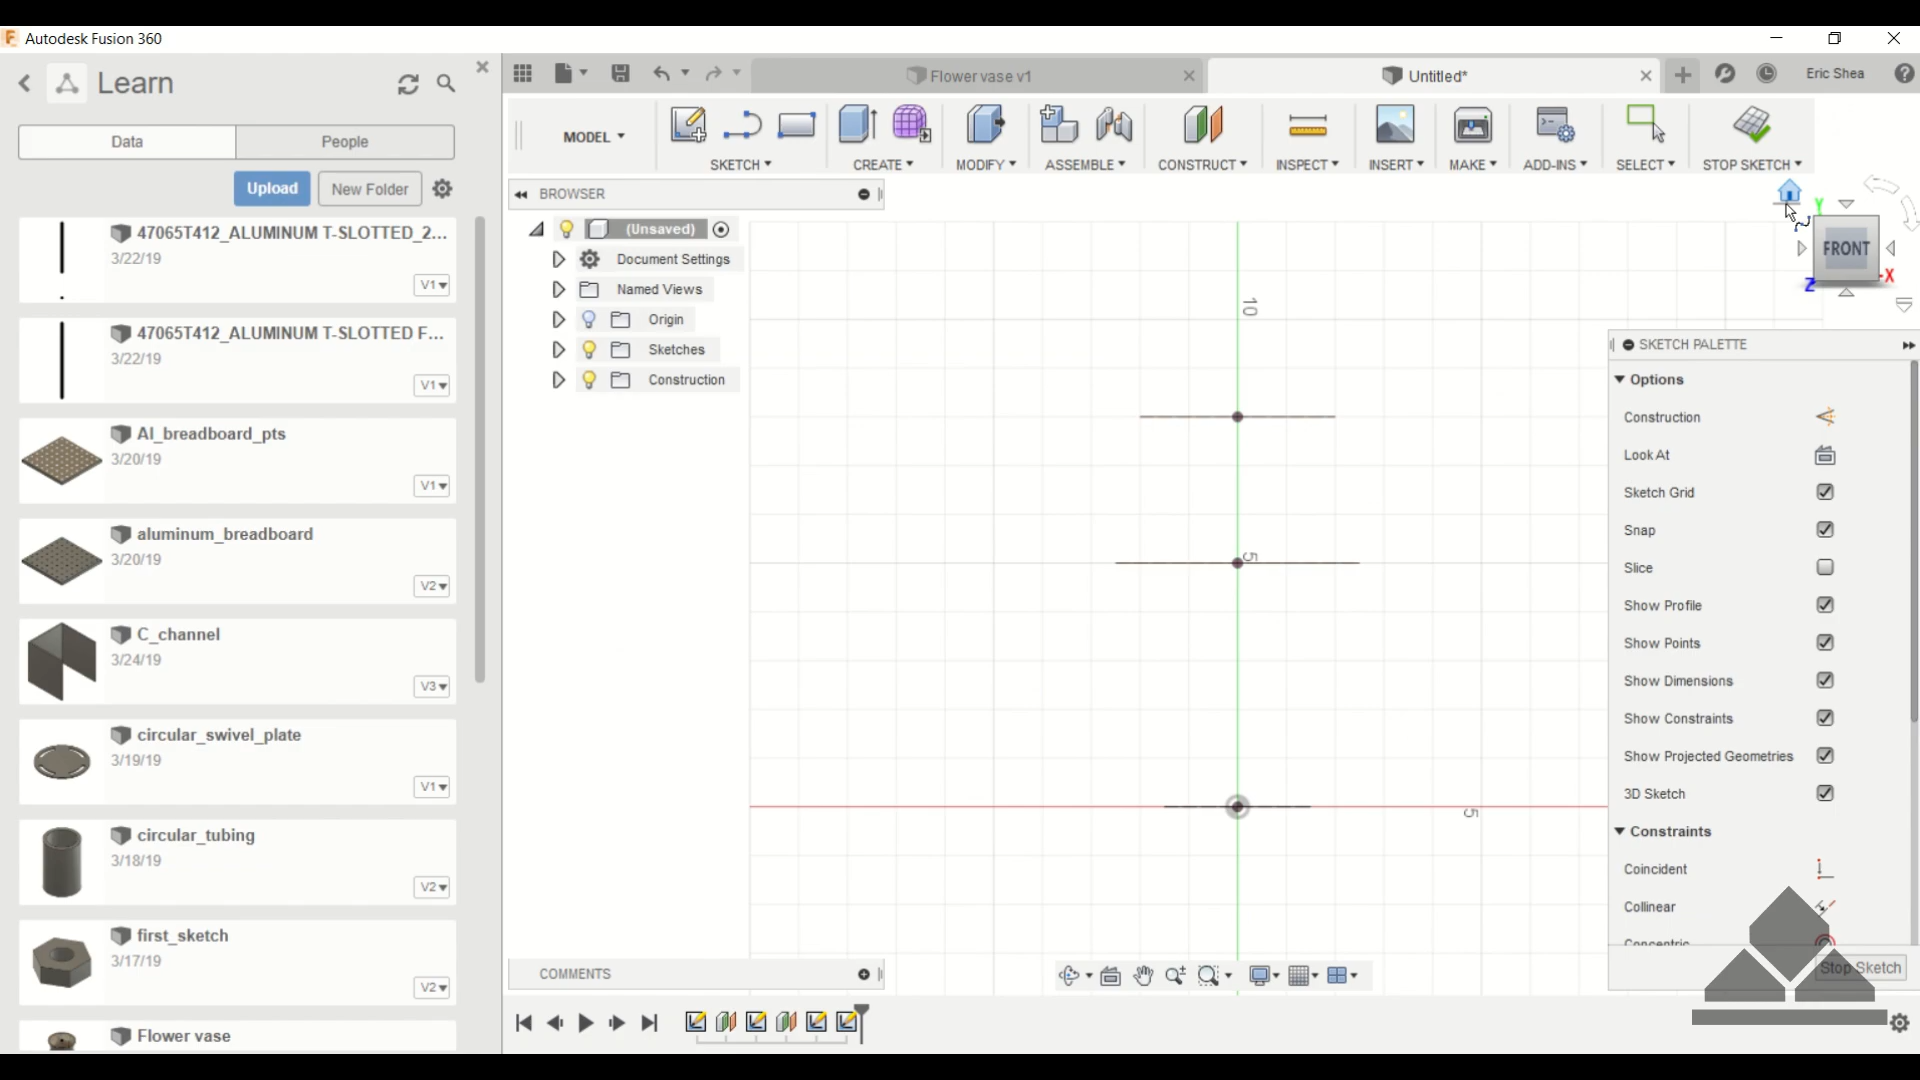 Autodesk Fusion 360
Learn
Data
People
Upload
New Folder
47065T412_ALUMINUM T-SLOTTED_2...
3/22/19
V1
47065T412_ALUMINUM T-SLOTTED F...
3/22/19
V1
Al_breadboard_pts
3/20/19
V1
aluminum_breadboard
3/20/19
V2
C_channel
3/24/19
V3
circular_swivel_plate
3/19/19
V1
circular_tubing
3/18/19
V2
first_sketch
3/17/19
V2
Flower vase
Flower vase v1
Untitled*
Eric Shea
MODEL
SKETCH
CREATE
MODIFY
ASSEMBLE
CONSTRUCT
INSPECT
INSERT
MAKE
ADD-INS
SELECT
STOP SKETCH
BROWSER
(Unsaved)
Document Settings
Named Views
Origin
Sketches
Construction
10
5
5
Y
FRONT
Z
-X
SKETCH PALETTE
Options
Construction
Look At
Sketch Grid
Snap
Slice
Show Profile
Show Points
Show Dimensions
Show Constraints
Show Projected Geometries
3D Sketch
Constraints
Coincident
Collinear
Concentric
Stop Sketch
COMMENTS